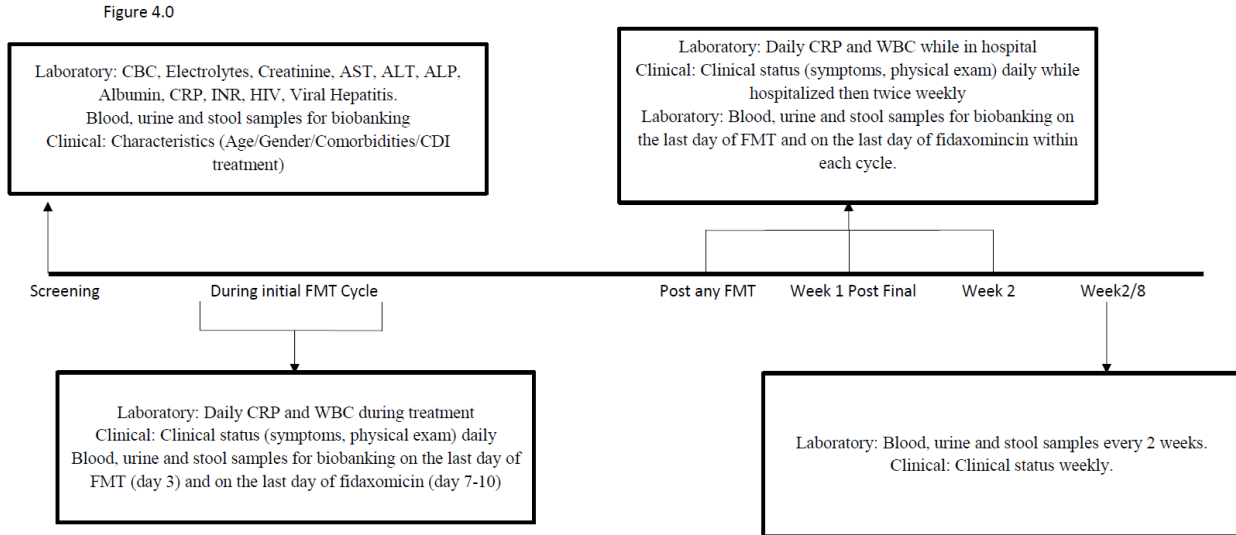 Figure 4.0
Laboratory: CBC, Electrolytes, Creatinine, AST, ALT, ALP,
Albumin, CRP, INR, HIV, Viral Hepatitis.
Blood, urine and stool samples for biobanking
Clinical: Characteristics (Age/Gender/Comorbidities/CDI
treatment)
Laboratory: Daily CRP and WBC while in hospital
Clinical: Clinical status (symptoms, physical exam) daily while
hospitalized then twice weekly
Laboratory: Blood, urine and stool samples for biobanking on
the last day of FMT and on the last day of fidaxomincin within
each cycle.
Screening
During initial FMT Cycle
Post any FMT
Week 1 Post Final
Week 2
Week2/8
Laboratory: Daily CRP and WBC during treatment
Clinical: Clinical status (symptoms, physical exam) daily
Blood, urine and stool samples for biobanking on the last day of
FMT (day 3) and on the last day of fidaxomicin (day 7-10)
Laboratory: Blood, urine and stool samples every 2 weeks.
Clinical: Clinical status weekly.